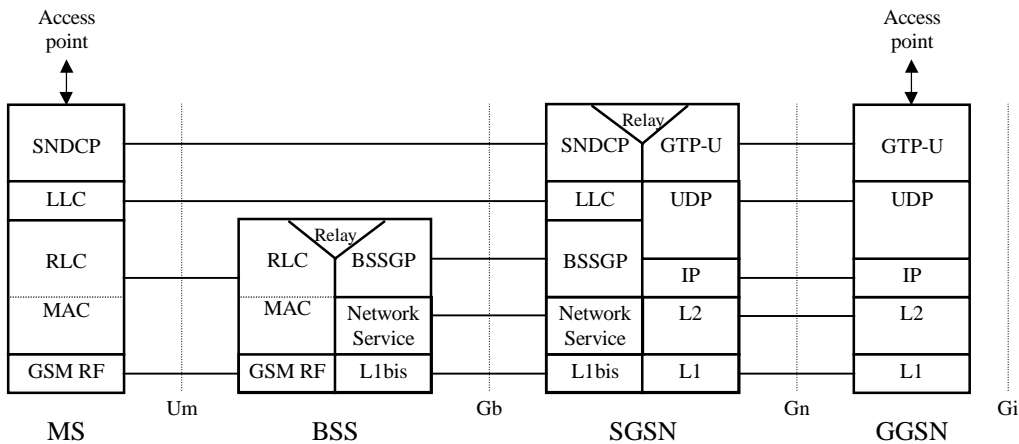 Access
point
Access
point
SNDCP
SNDCP
Relay
GTP-U
GTP-U
LLC
LLC
UDP
UDP
RLC
RLC
Relay
BSSGP
BSSGP
IP
IP
MAC
MAC
Network
Service
Network
Service
L2
L2
GSM RF
GSM RF
L1bis
L1bis
L1
L1
Um
Gb
Gn
Gi
MS
BSS
SGSN
GGSN